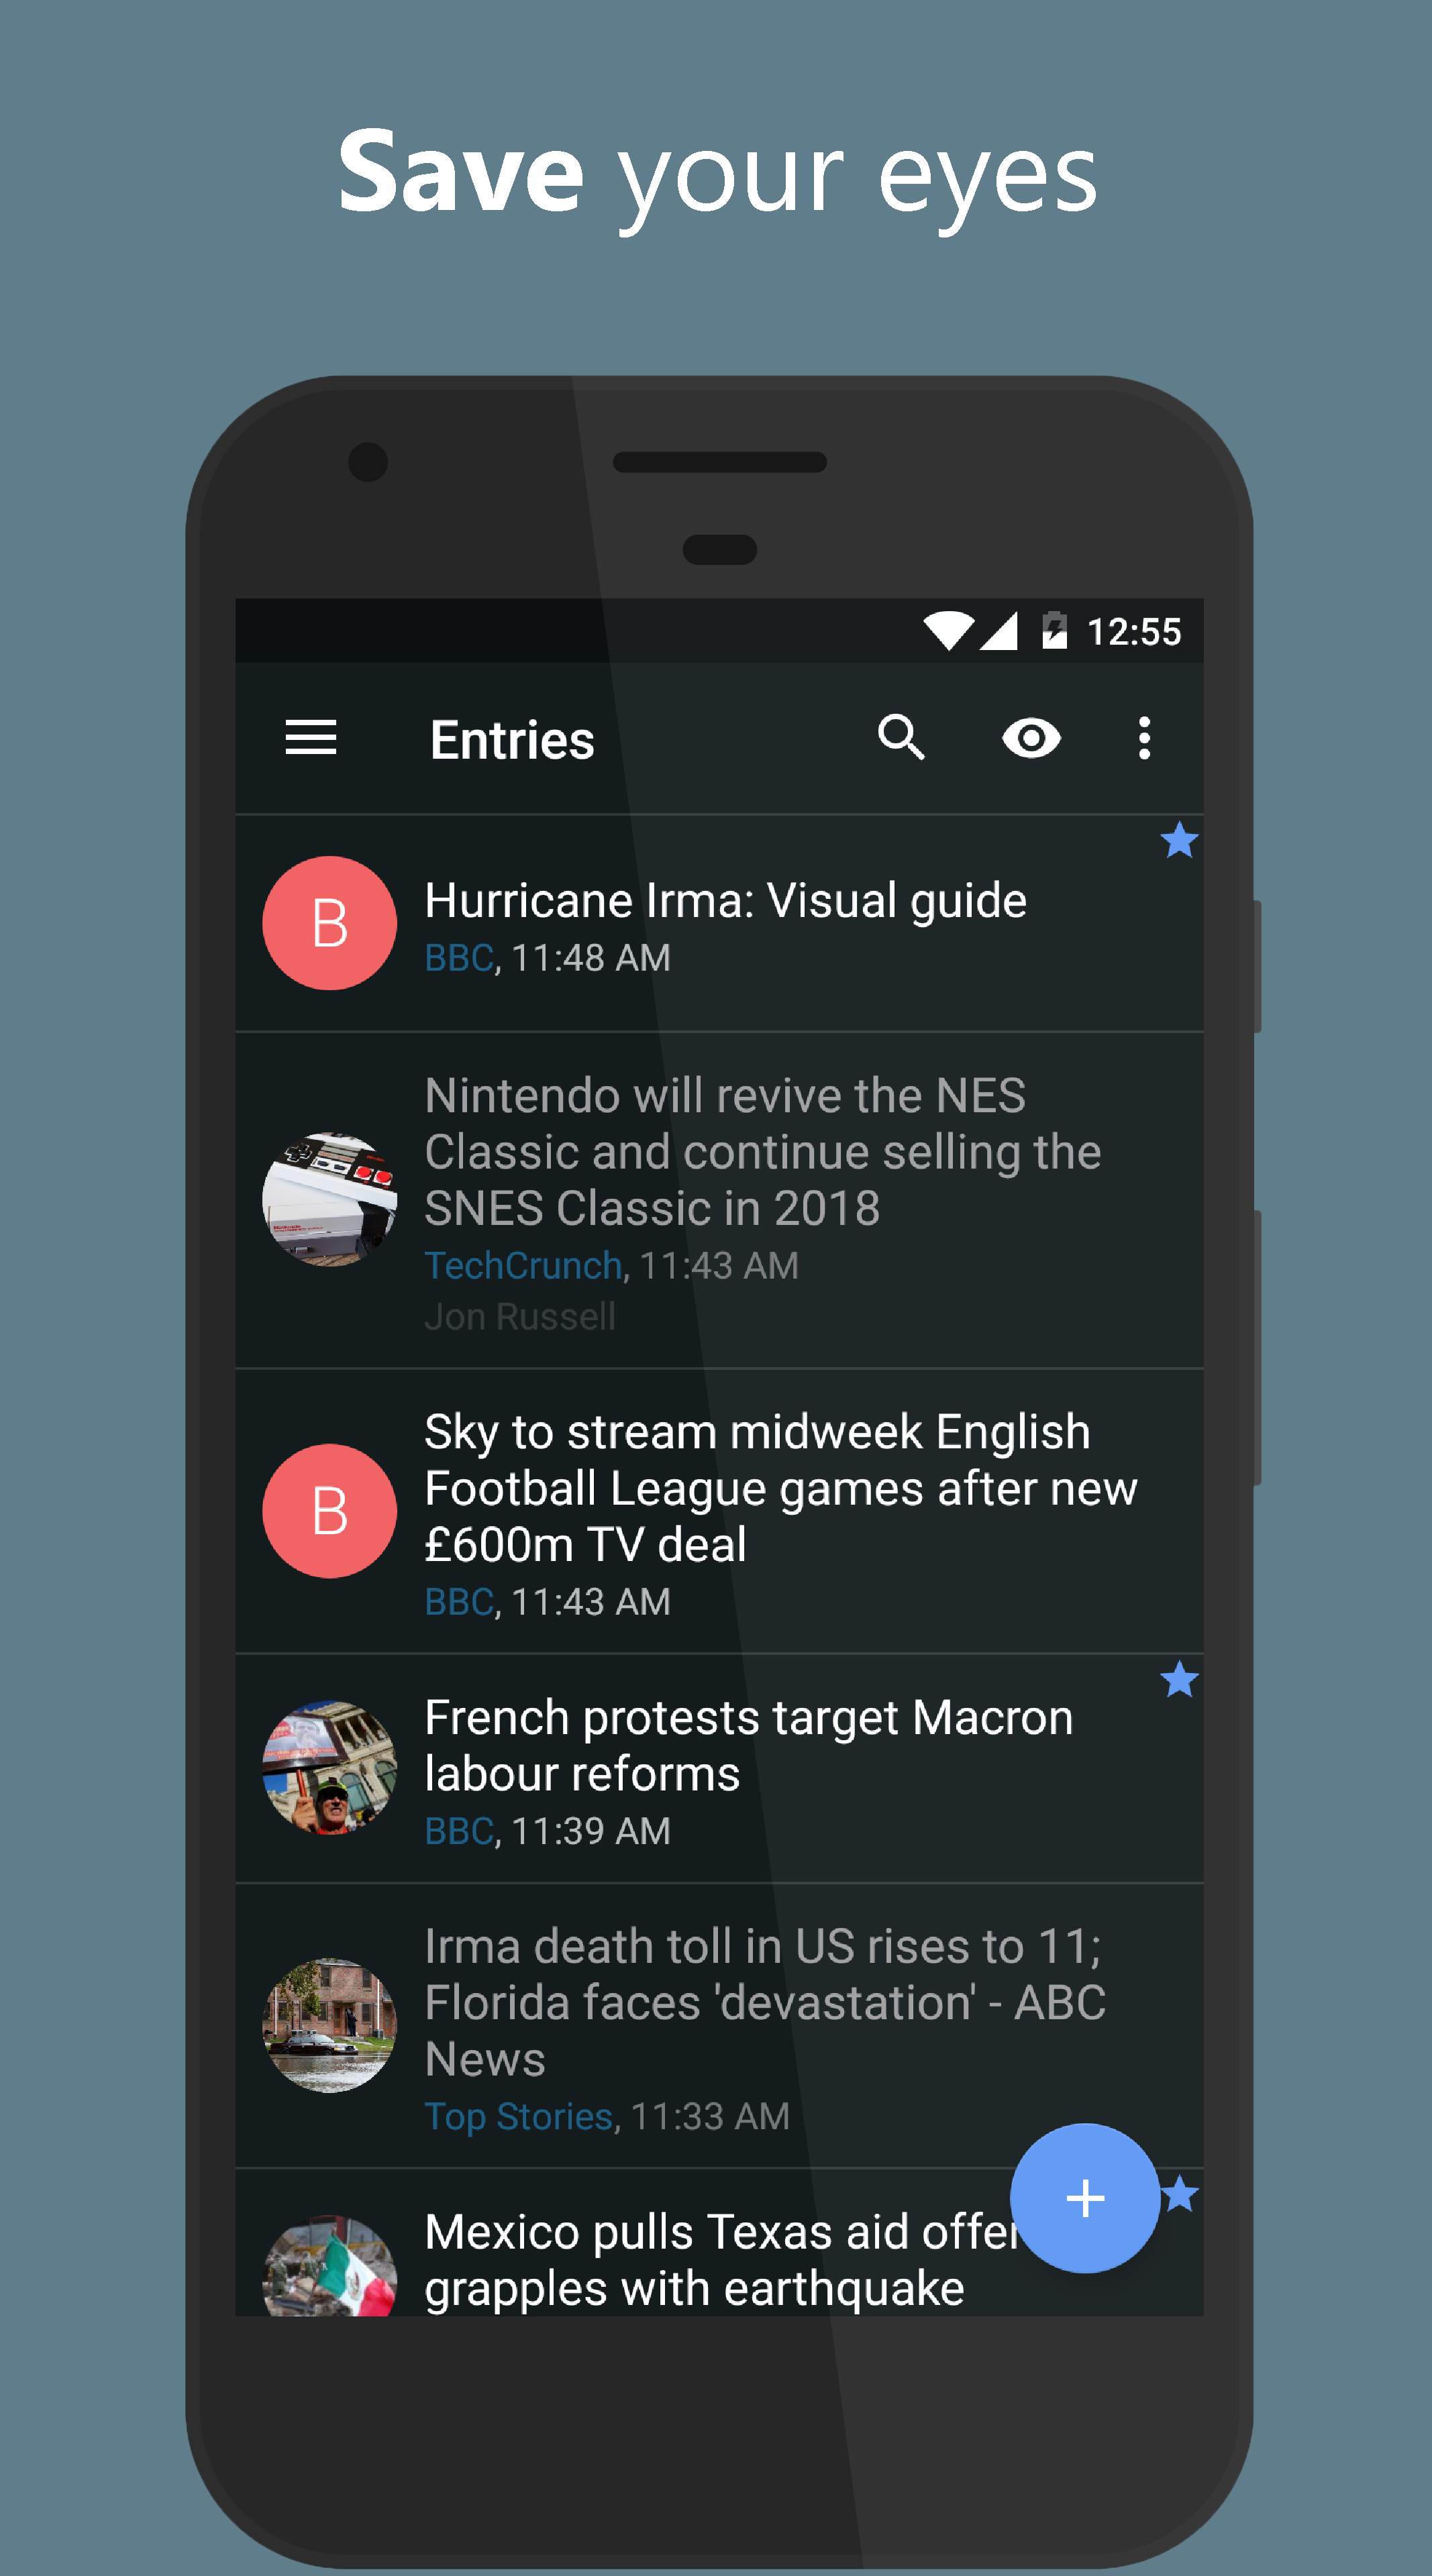 Save your eyes
12:55
Entries
B
Hurricane Irma: Visual guide
BBC, 11:48 AM
Nintendo will revive the NES
Classic and continue selling the
SNES Classic in 2018
TechCrunch, 11:43 AM
Jon Russell
B
Sky to stream midweek English
Football League games after new
£600m TV deal
BBC, 11:43 AM
French protests target Macron
labour reforms
BBC, 11:39 AM
Irma death toll in US rises to 11;
Florida faces 'devastation' - ABC
News
Top Stories, 11:33 AM
Mexico pulls Texas aid offer
grapples with earthquake